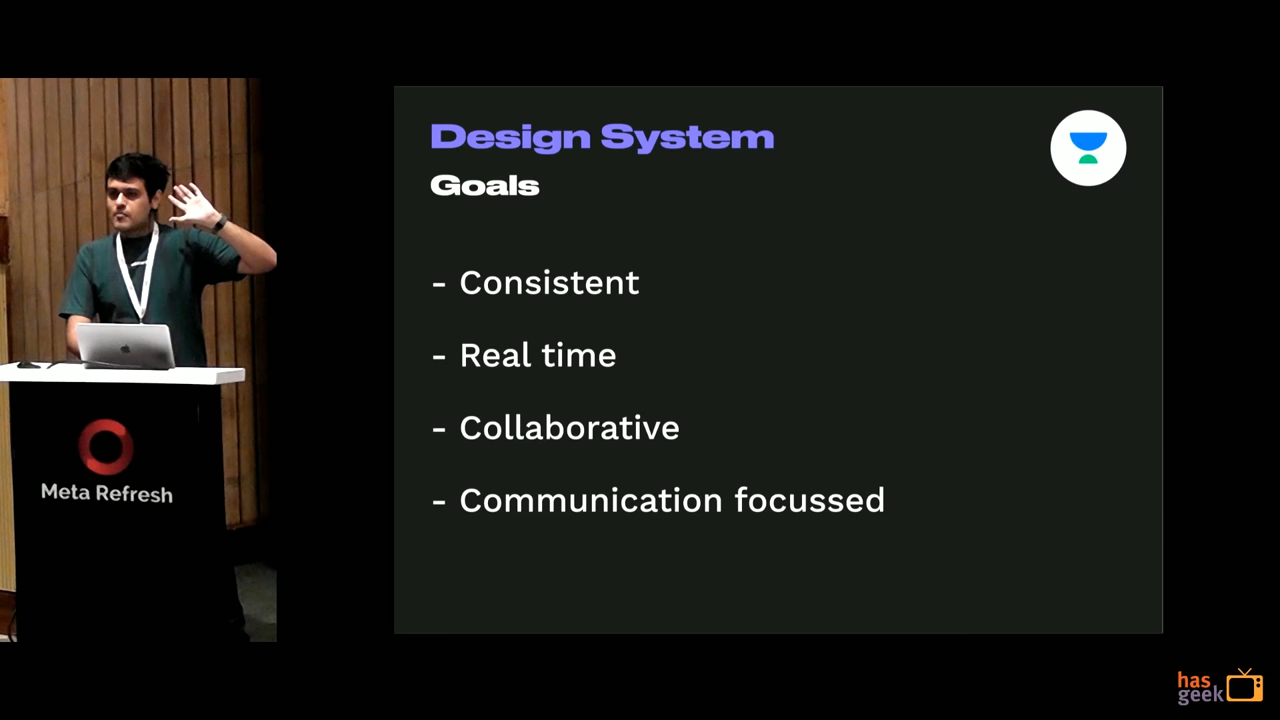 Design System
Goals
- Consistent
- Real time
- Collaborative
- Communication focussed
Meta Refresh
has
geek